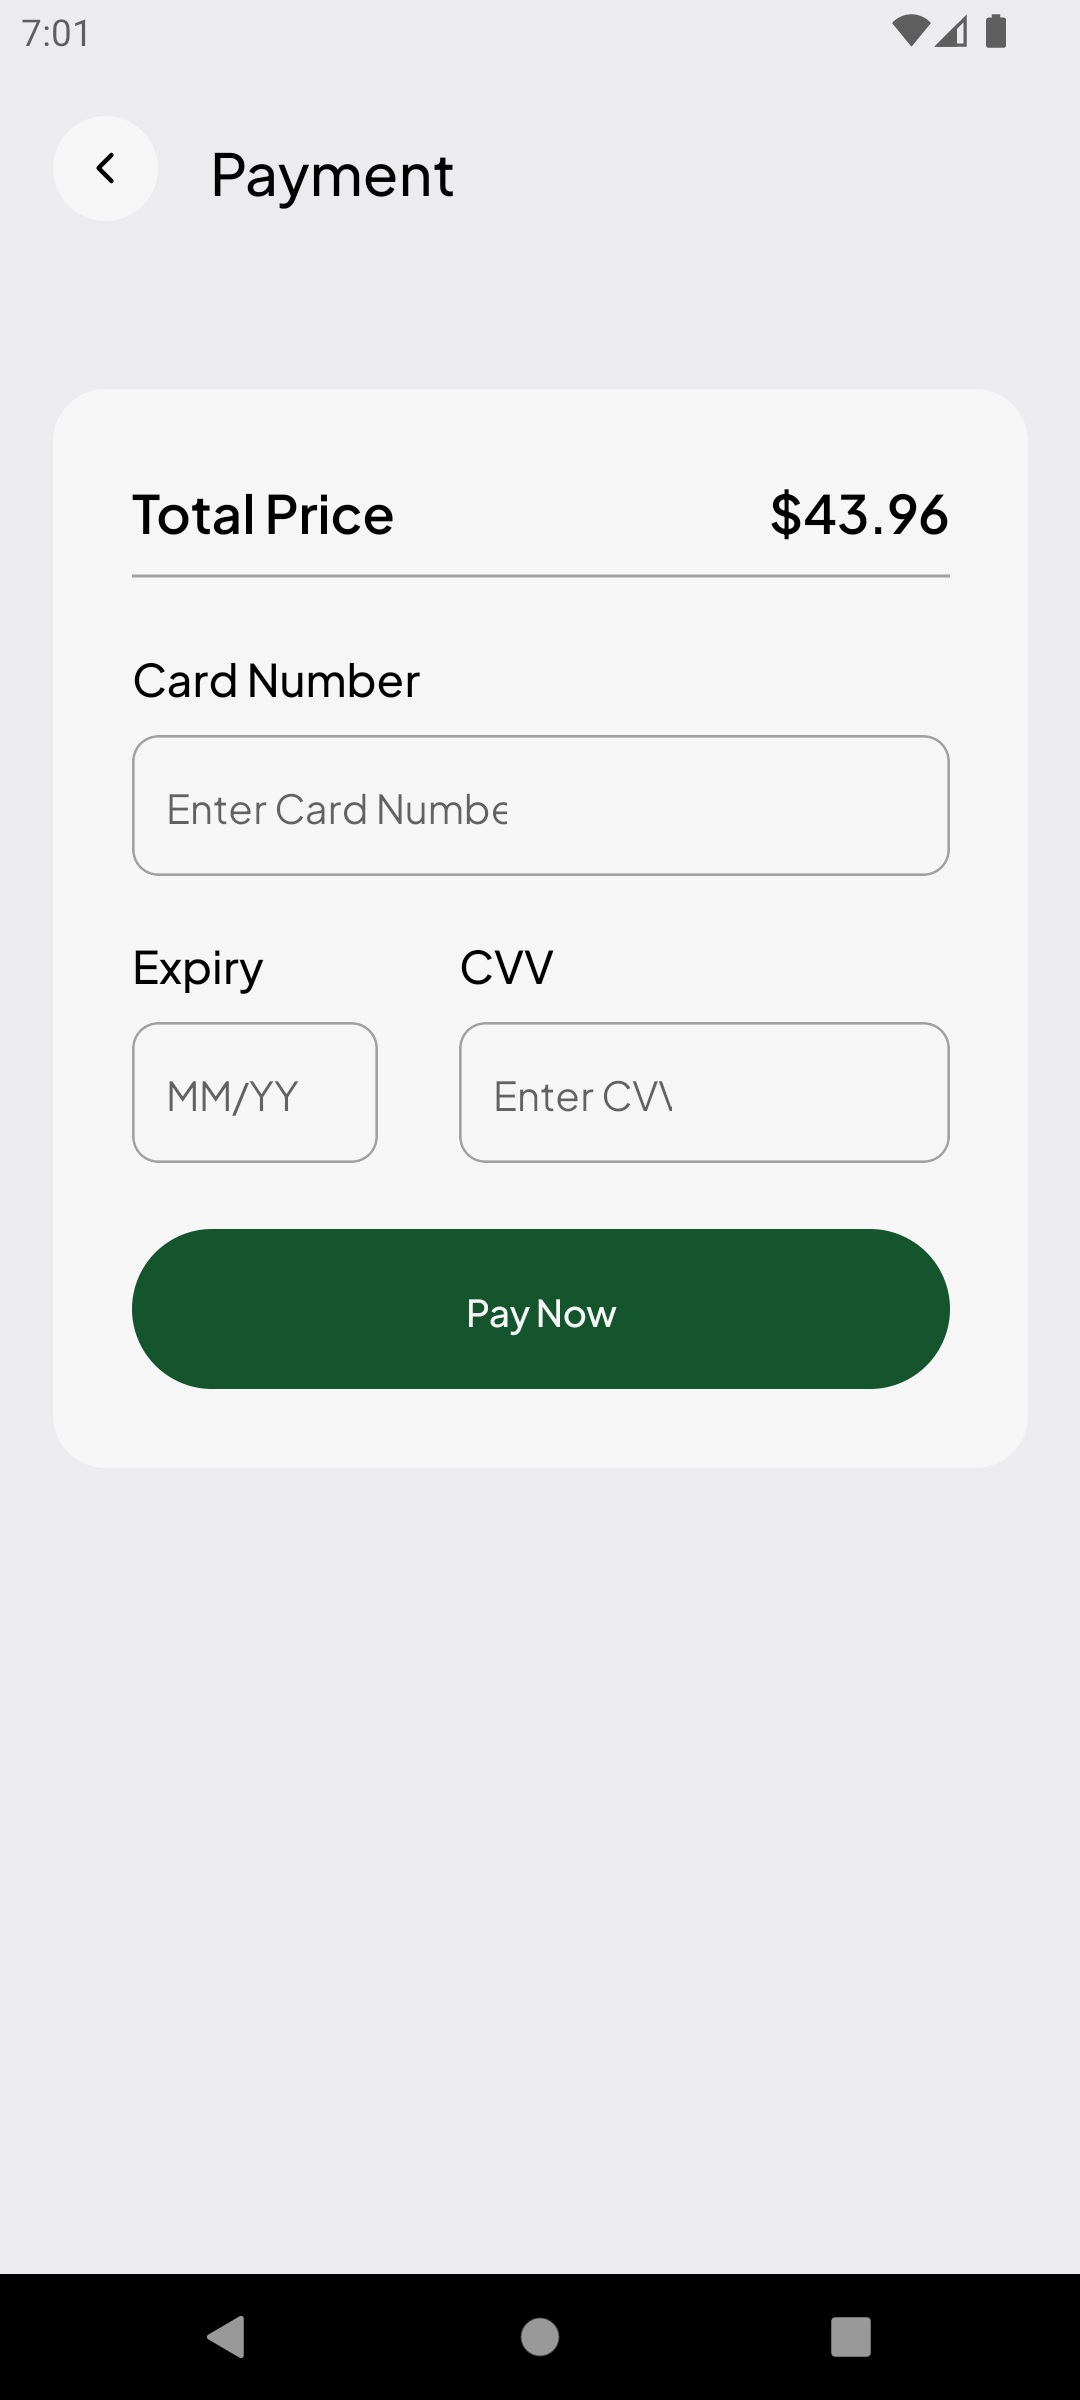 7:01
Payment
Total Price $43.96
Card Number
Enter Card Numbe
Expiry CVV
MM/YY Enter CV
Pay Now